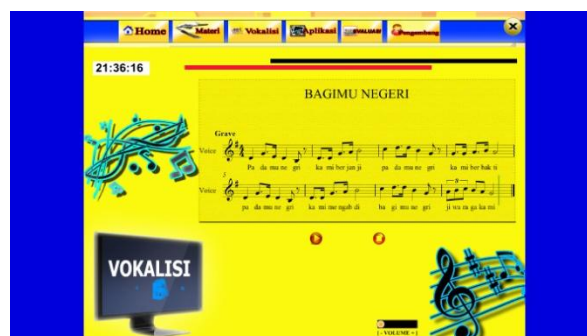 Home Materi Vokalisi Aplikasi EVALUASI Pengembang
21:36:16
BAGIMU NEGERI
Grave
Voice
Pa da mu ne gri ka mi ber jan ji pa da mu ne gri ka mi ber bak ti
5
Voice
pa da mu ne gri ka mi me ngab di ba gi mu ne gri ji wa ra ga ka mi
VOKALISI
[ - VOLUME + ]